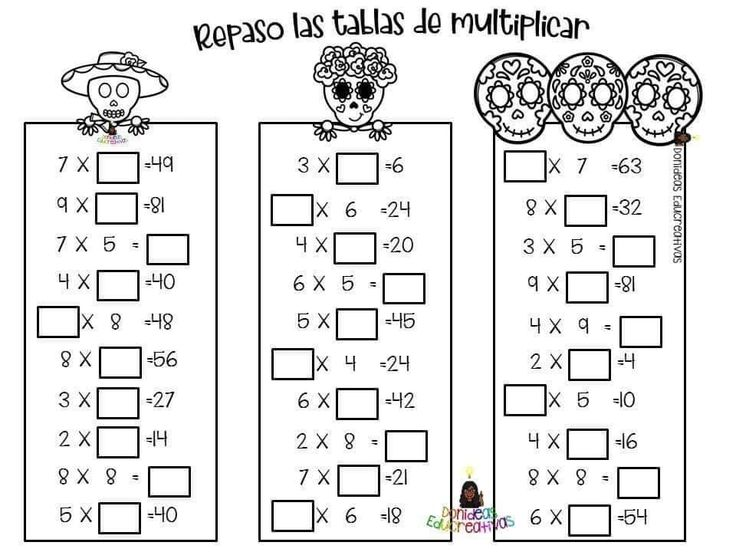 Repaso las tablas de multiplicar
Donideas
Educreativas
7 X =49
9 X =81
7 X 5 =
4 X =40
X 8 =48
8 X =56
3 X =27
2 X =14
8 X 8 =
5 X =40
3 X =6
X 6 =24
4 X =20
6 X 5 =
5 X =45
X 4 =24
6 X =42
2 X 8 =
7 X =21
X 6 =18
X 7 =63
8 X =32
3 X 5 =
9 X =81
4 X 9 =
2 X =4
X 5 =10
4 X =16
8 X 8 =
6 X =54
Donideas Educreativas
Donideas
Educreativas